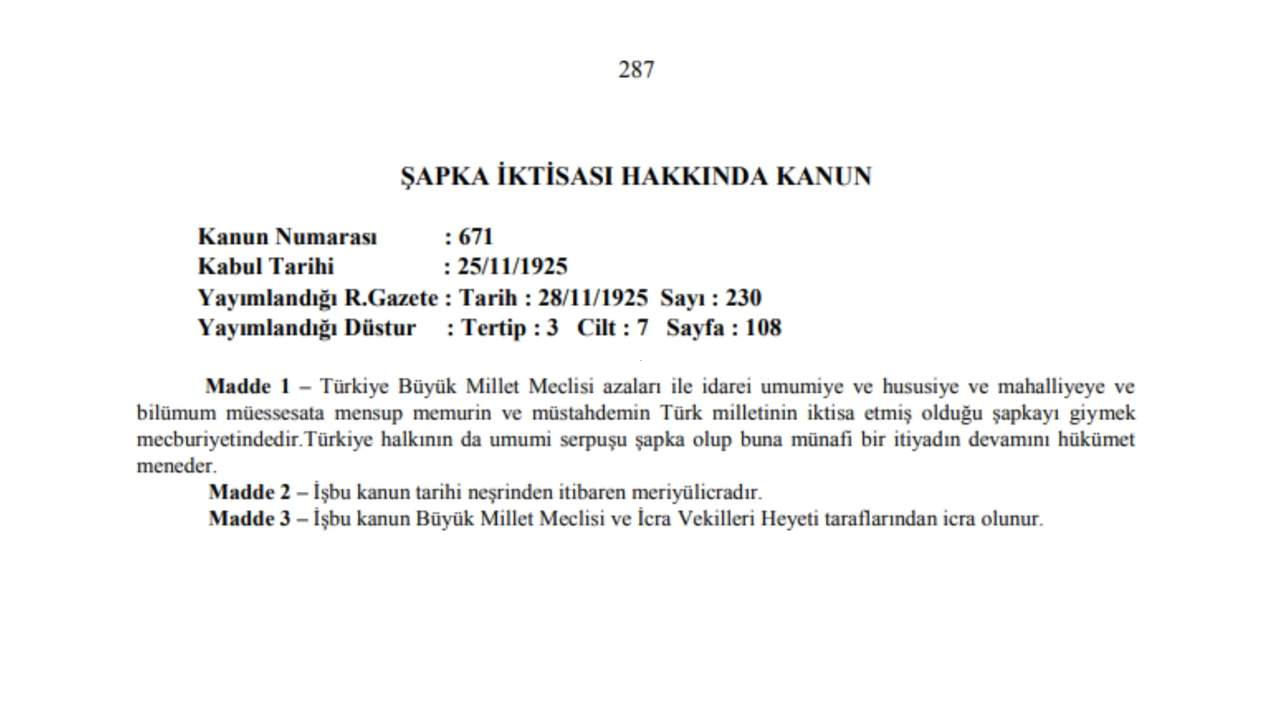 287
ŞAPKA İKTİSASI HAKKINDA KANUN
Kanun Numarası : 671
Kabul Tarihi : 25/11/1925
Yayımlandığı R.Gazete : Tarih : 28/11/1925 Sayı : 230
Yayımlandığı Düstur : Tertip : 3 Cilt : 7 Sayfa : 108
Madde 1 – Türkiye Büyük Millet Meclisi azaları ile idarei umumiye ve hususiye ve mahalliyeye ve
bilümum müessesata mensup memurin ve müstahdemin Türk milletinin iktisa etmiş olduğu şapkayı giymek
mecburiyetindedir.Türkiye halkının da umumi serpuşu şapka olup buna münafi bir itiyadın devamını hükümet
meneder.
Madde 2 – İşbu kanun tarihi neşrinden itibaren meriyülicradır.
Madde 3 – İşbu kanun Büyük Millet Meclisi ve İcra Vekilleri Heyeti taraflarından icra olunur.